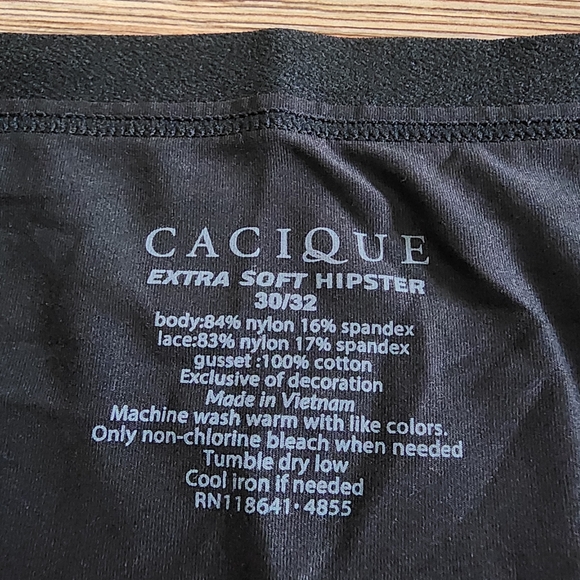 CACIQUE
EXTRA SOFT HIPSTER
30/32
body:84% nylon 16% spandex
lace:83% nylon 17% spandex
gusset :100% cotton
Exclusive of decoration
Made in Vietnam
Machine wash warm with like colors.
Only non-chlorine bleach when needed
Tumble dry low
Cool iron if needed
RN118641·4855